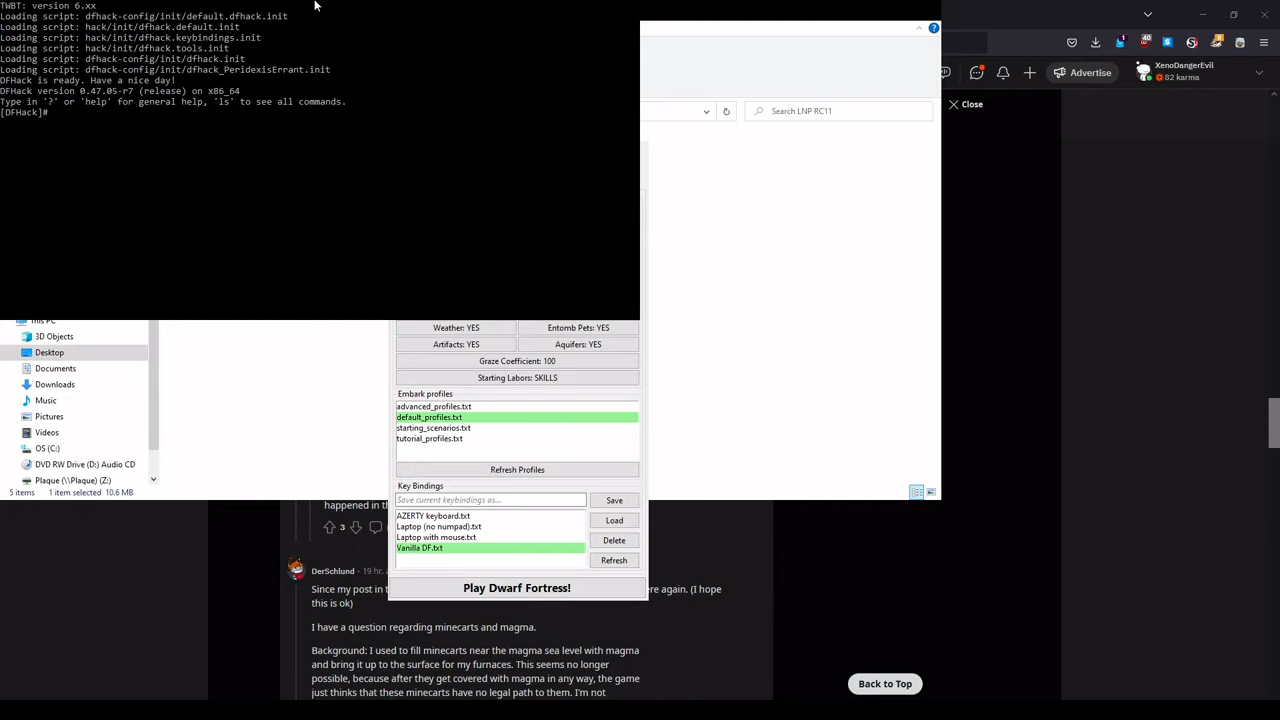 TWBT: version 6.xx
Loading script: dfhack-config/init/default.dfhack.init
Loading script: hack/init/dfhack.default.init
Loading script: hack/init/dfhack.keybindings.init
Loading script: hack/init/dfhack.tools.init
Loading script: dfhack-config/init/dfhack.init
Loading script: dfhack-config/init/dfhack_PeridexisErrant.init
DFHack is ready. Have a nice day!
DFHack version 0.47.05-r7 (release) on x86_64
Type in '?' or 'help' for general help, 'ls' to see all commands.
[DFHack]#
XenoDangerEvil
82 karma
Advertise
Search LNP RC11
Close
This PC
3D Objects
Desktop
Documents
Downloads
Music
Pictures
Videos
OS (C:)
DVD RW Drive (D:) Audio CD
Plaque (\\Plaque) (Z:)
5 items
1 item selected 10.6 MB
Weather: YES
Entomb Pets: YES
Artifacts: YES
Aquifers: YES
Graze Coefficient: 100
Starting Labors: SKILLS
Embark profiles
advanced_profiles.txt
default_profiles.txt
starting_scenarios.txt
tutorial_profiles.txt
Refresh Profiles
Key Bindings
Save current keybindings as...
Save
AZERTY keyboard.txt
Laptop (no numpad).txt
Laptop with mouse.txt
Vanilla DF.txt
Load
Delete
Refresh
Play Dwarf Fortress!
happened in th
3
DerSchlund · 19 hr.
Since my post in t
ere again. (I hope
this is ok)
I have a question regarding minecarts and magma.
Background: I used to fill minecarts near the magma sea level with magma
and bring it up to the surface for my furnaces. This seems no longer
possible, because after they get covered with magma in any way, the game
just thinks that these minecarts have no legal path to them. I'm not
Back to Top